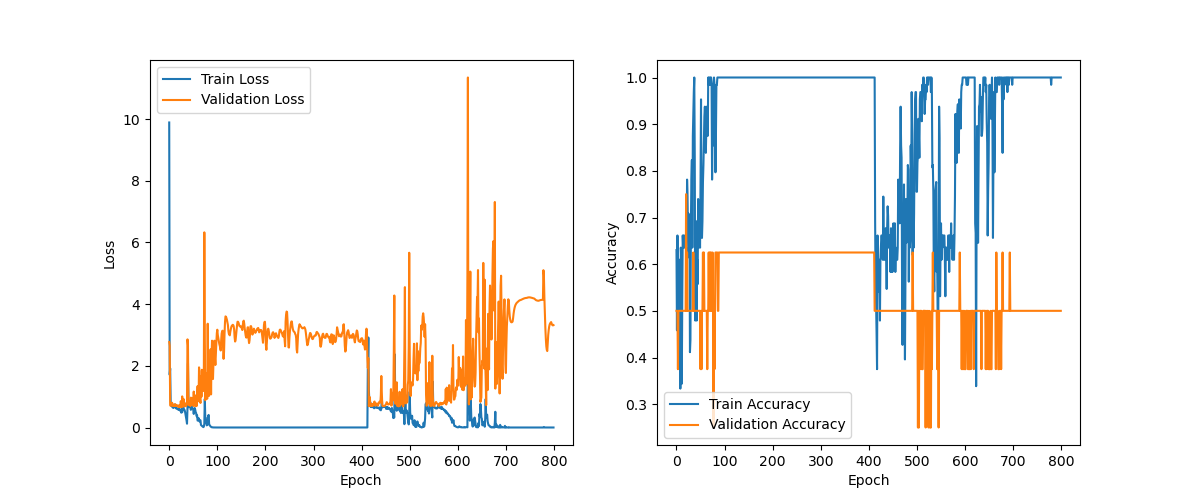 Train Loss
Validation Loss
10
8
6
4
2
0
Loss
0 100 200 300 400 500 600 700 800
Epoch
1.0
0.9
0.8
0.7
0.6
0.5
0.4
0.3
Accuracy
Train Accuracy
Validation Accuracy
0 100 200 300 400 500 600 700 800
Epoch